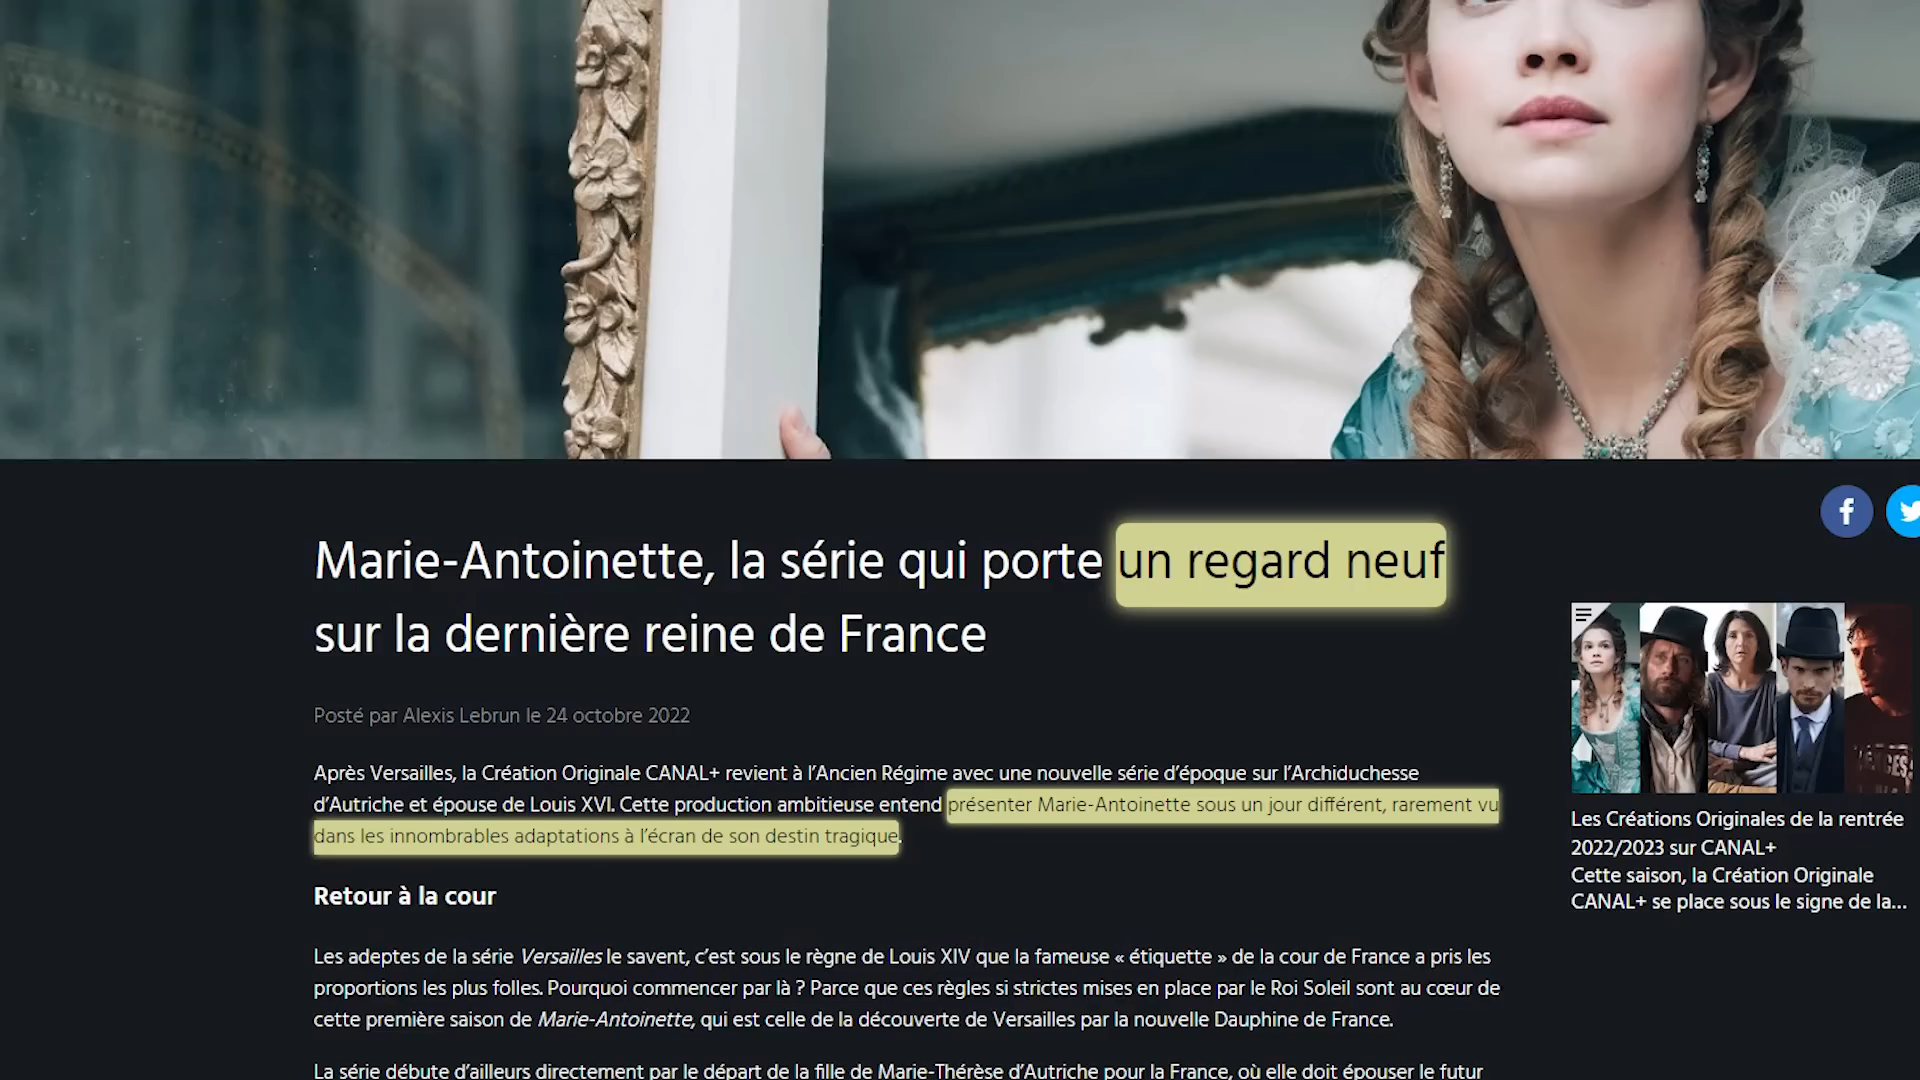 Marie-Antoinette, la série qui porte un regard neuf
sur la dernière reine de France
Posté par Alexis Lebrun le 24 octobre 2022
Après Versailles, la Création Originale CANAL+ revient à l’Ancien Régime avec une nouvelle série d’époque sur l’Archiduchesse
d’Autriche et épouse de Louis XVI. Cette production ambitieuse entend présenter Marie-Antoinette sous un jour différent, rarement vu
dans les innombrables adaptations à l’écran de son destin tragique.
Retour à la cour
Les adeptes de la série Versailles le savent, c’est sous le règne de Louis XIV que la fameuse « étiquette » de la cour de France a pris les
proportions les plus folles. Pourquoi commencer par là ? Parce que ces règles si strictes mises en place par le Roi Soleil sont au cœur de
cette première saison de Marie-Antoinette, qui est celle de la découverte de Versailles par la nouvelle Dauphine de France.
La série débute d’ailleurs directement par le départ de la fille de Marie-Thérèse d’Autriche pour la France, où elle doit épouser le futur
Les Créations Originales de la rentrée
2022/2023 sur CANAL+
Cette saison, la Création Originale
CANAL+ se place sous le signe de la...